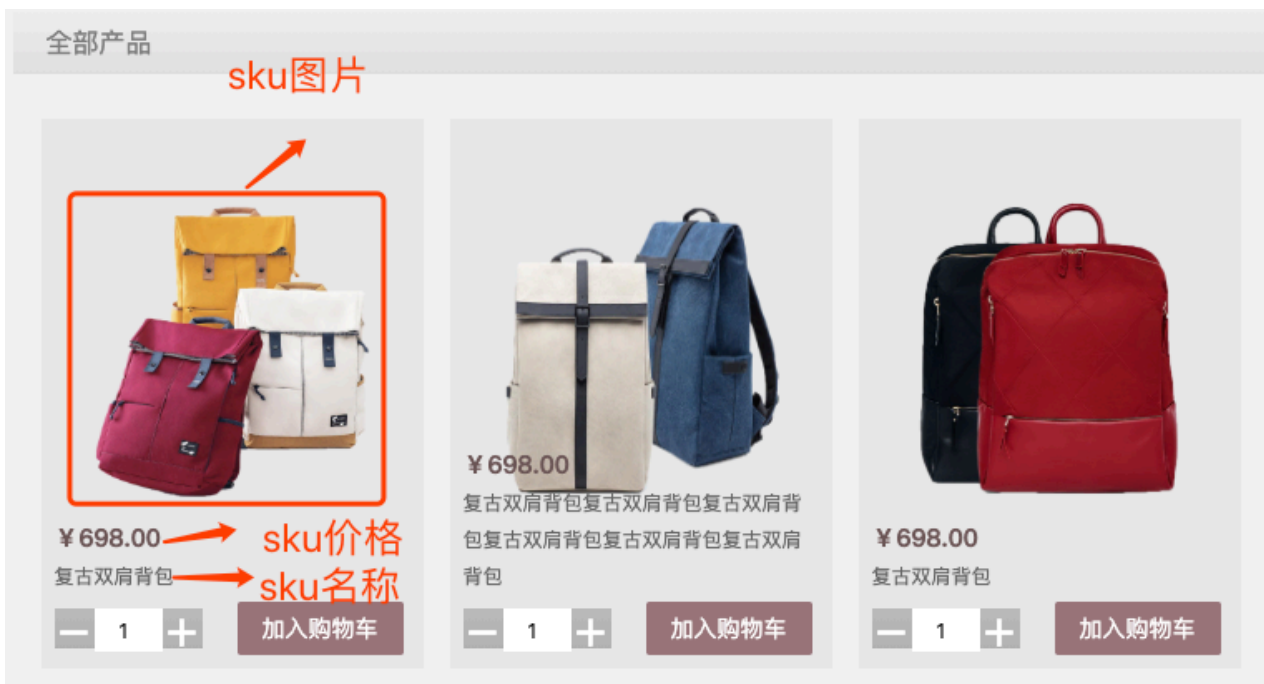 全部产品
sku图片
¥698.00
sku价格
复古双肩背包
sku名称
1
加入购物车
¥698.00
复古双肩背包复古双肩背包复古双肩背
包复古双肩背包复古双肩背包复古双肩
背包
1
加入购物车
¥698.00
复古双肩背包
1
加入购物车